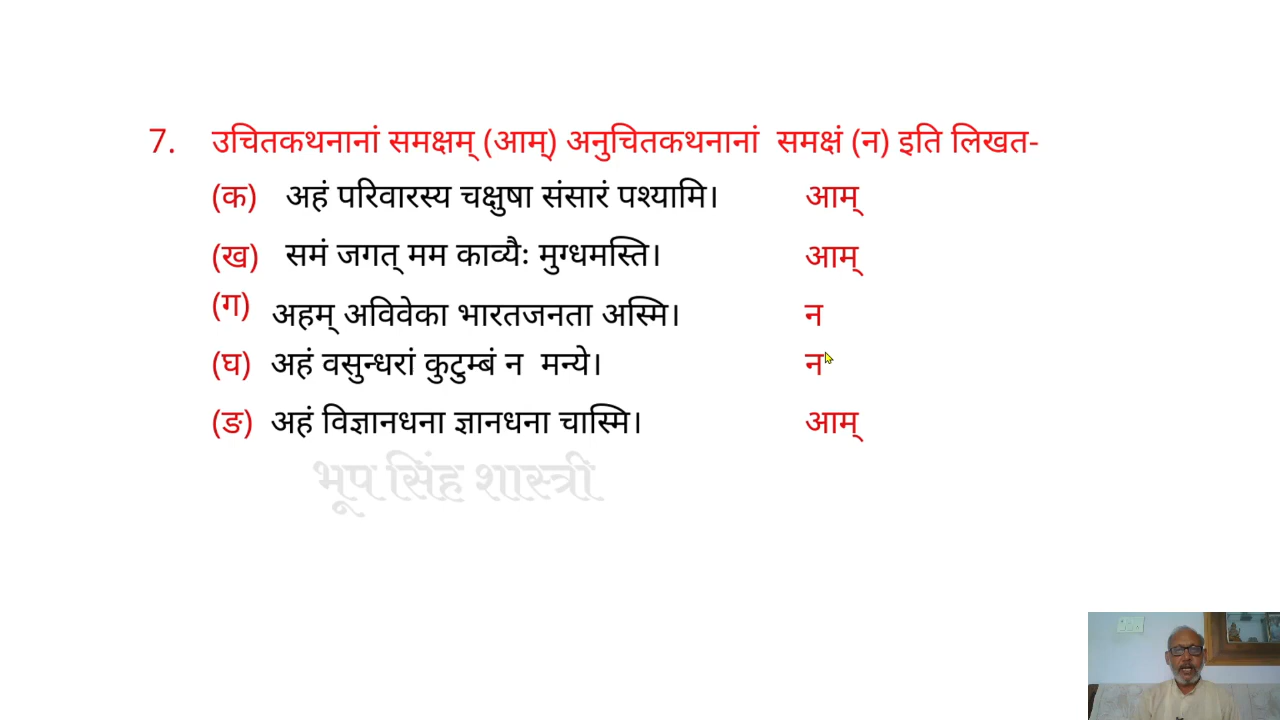 7. उचितकथनानां समक्षम् (आम्) अनुचितकथनानां समक्षं (न) इति लिखत-
(क) अहं परिवारस्य चक्षुषा संसारं पश्यामि। आम्
(ख) समं जगत् मम काव्यैः मुग्धमस्ति। आम्
(ग) अहम् अविवेका भारतजनता अस्मि। न
(घ) अहं वसुन्धरां कुटुम्बं न मन्ये। न
(ङ) अहं विज्ञानधना ज्ञानधना चास्मि। आम्
भूप सिंह शास्त्री